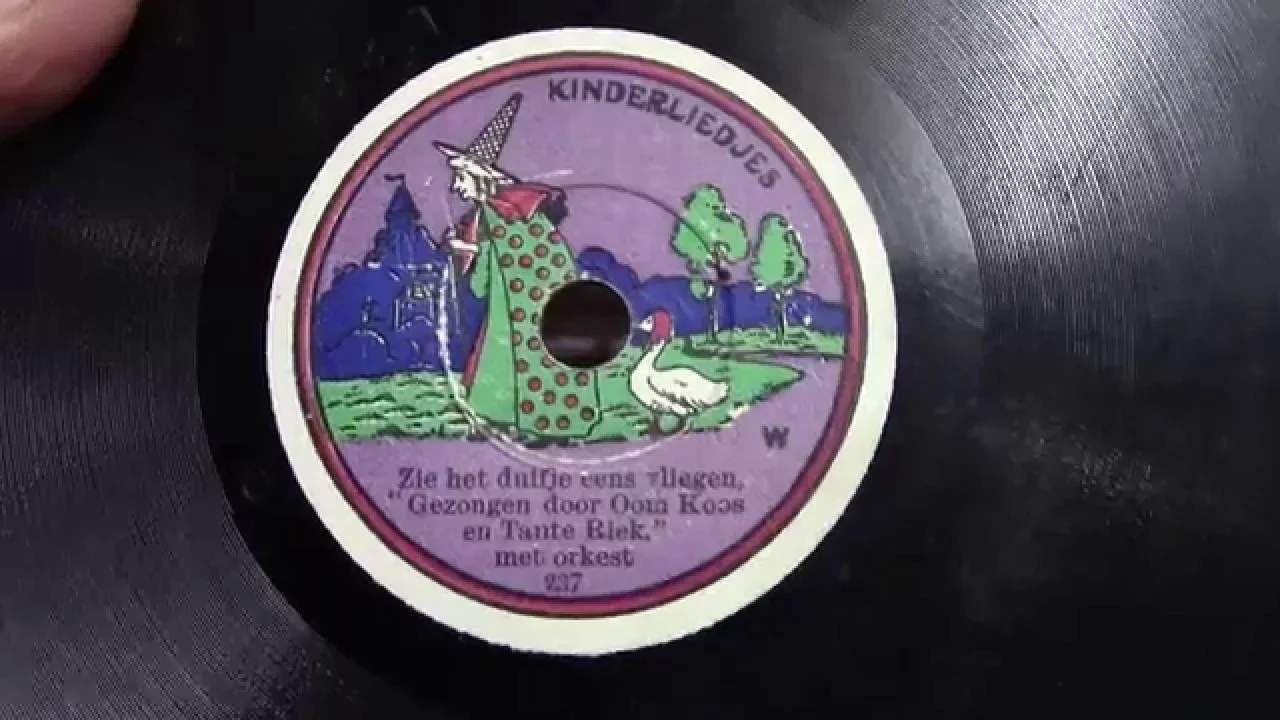 KINDERLIEDJES
W
Zie het duifje eens vliegen,
“Gezongen door Oom Koos
en Tante Riek.”
met orkest
237